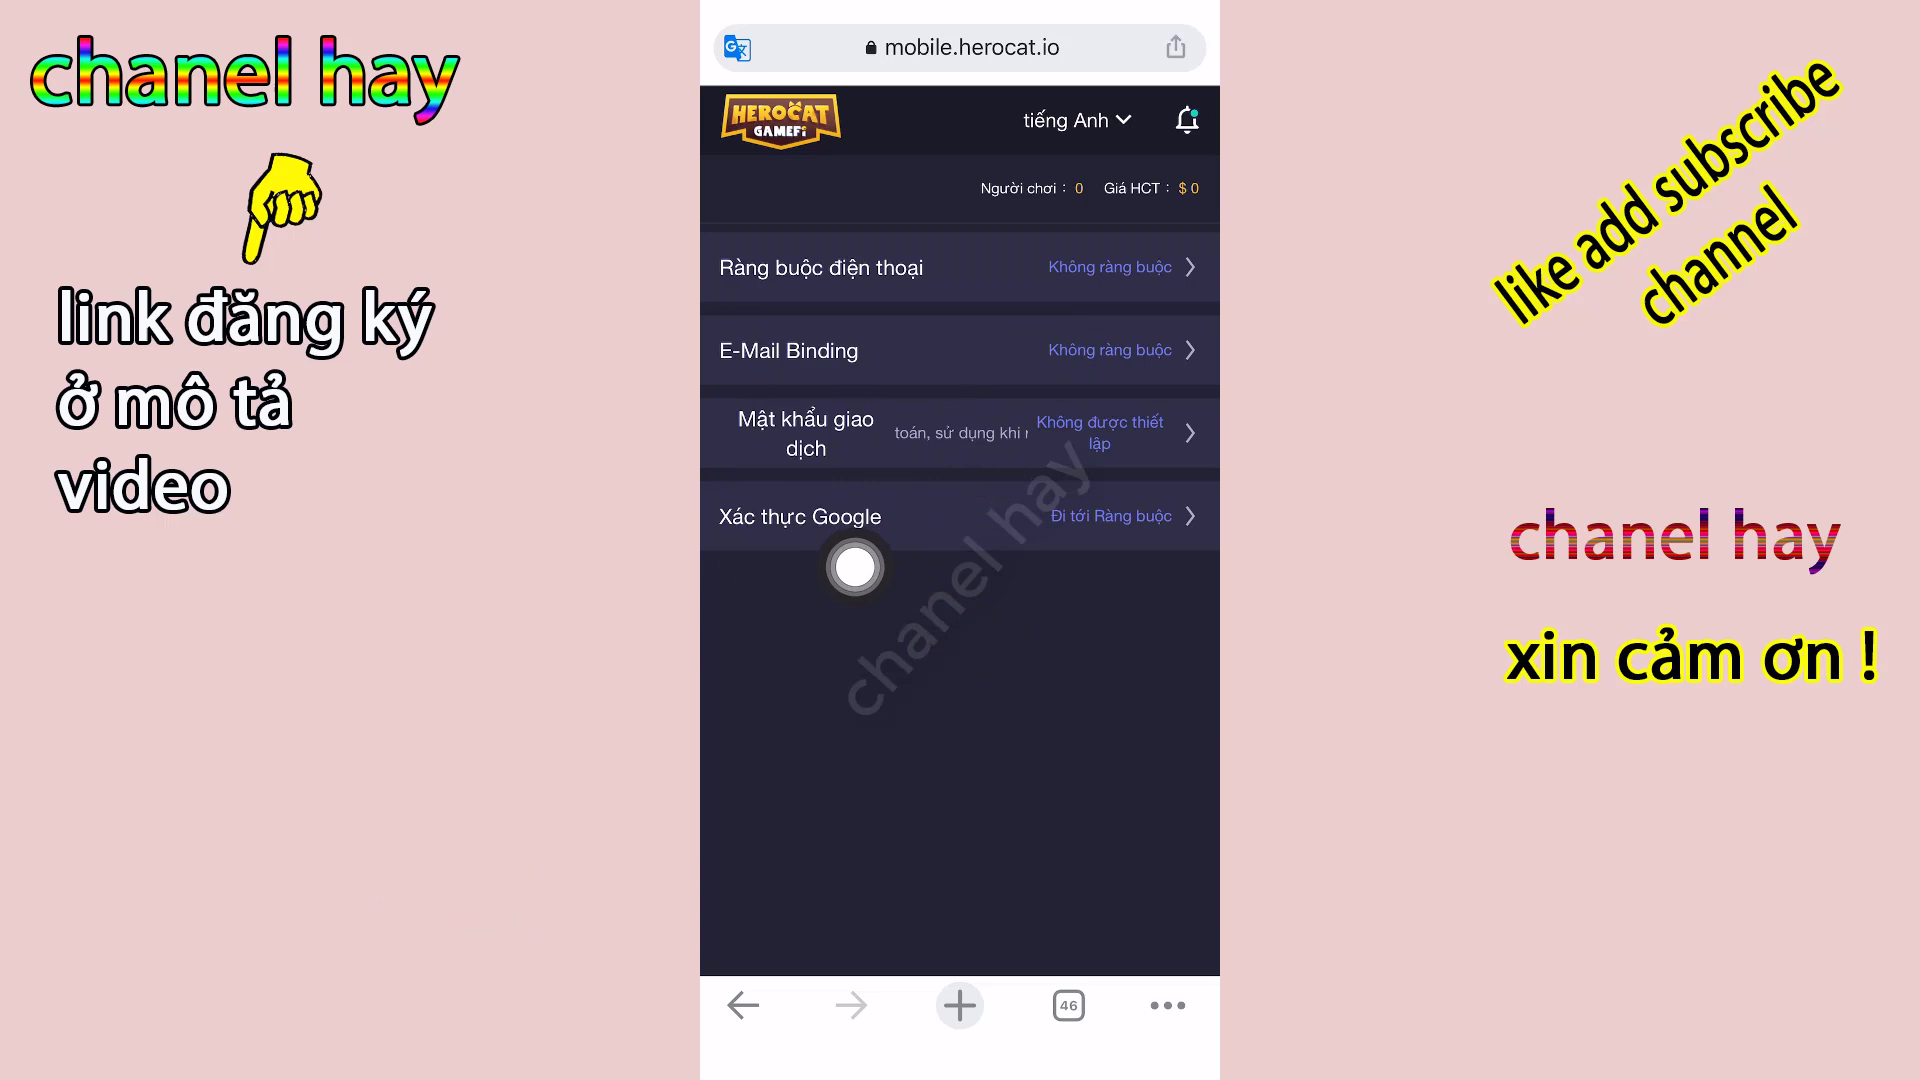 chanel hay
link đăng ký
ở mô tả
video
mobile.herocat.io
HEROCAT
GAMEFi
tiếng Anh
Người chơi : 0 Giá HCT : $ 0
Ràng buộc điện thoại Không ràng buộc
E-Mail Binding Không ràng buộc
Mật khẩu giao
dịch
toán, sử dụng khi
Không được thiết
lập
Xác thực Google Đi tới Ràng buộc
chanel hay
46
like add subscribe
channel
chanel hay
xin cảm ơn !